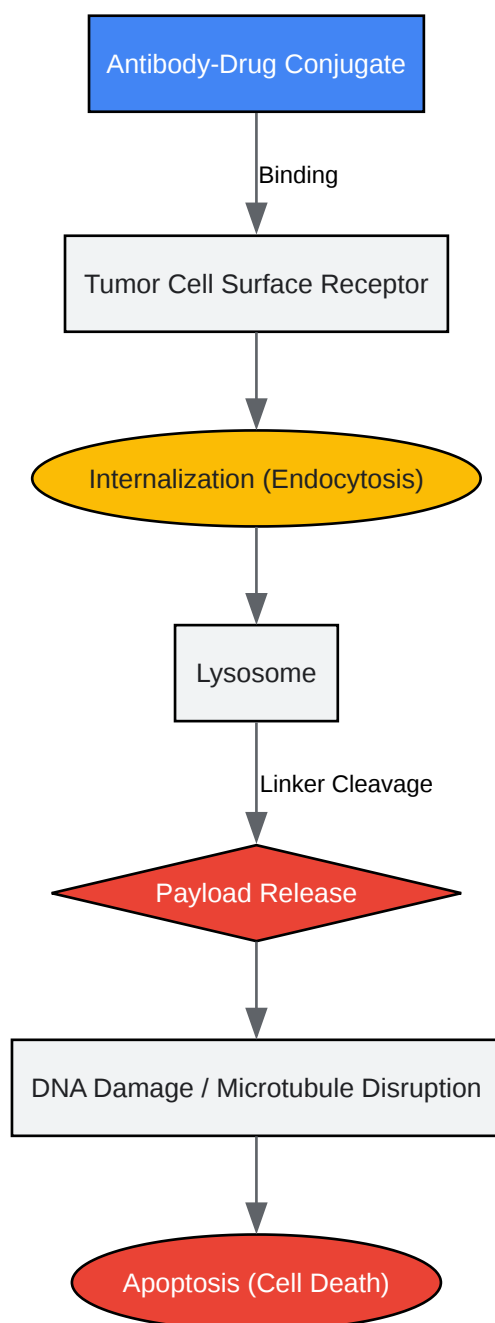 Antibody-Drug Conjugate
Binding
Tumor Cell Surface Receptor
Internalization (Endocytosis)
Lysosome
Linker Cleavage
Payload Release
DNA Damage / Microtubule Disruption
Apoptosis (Cell Death)